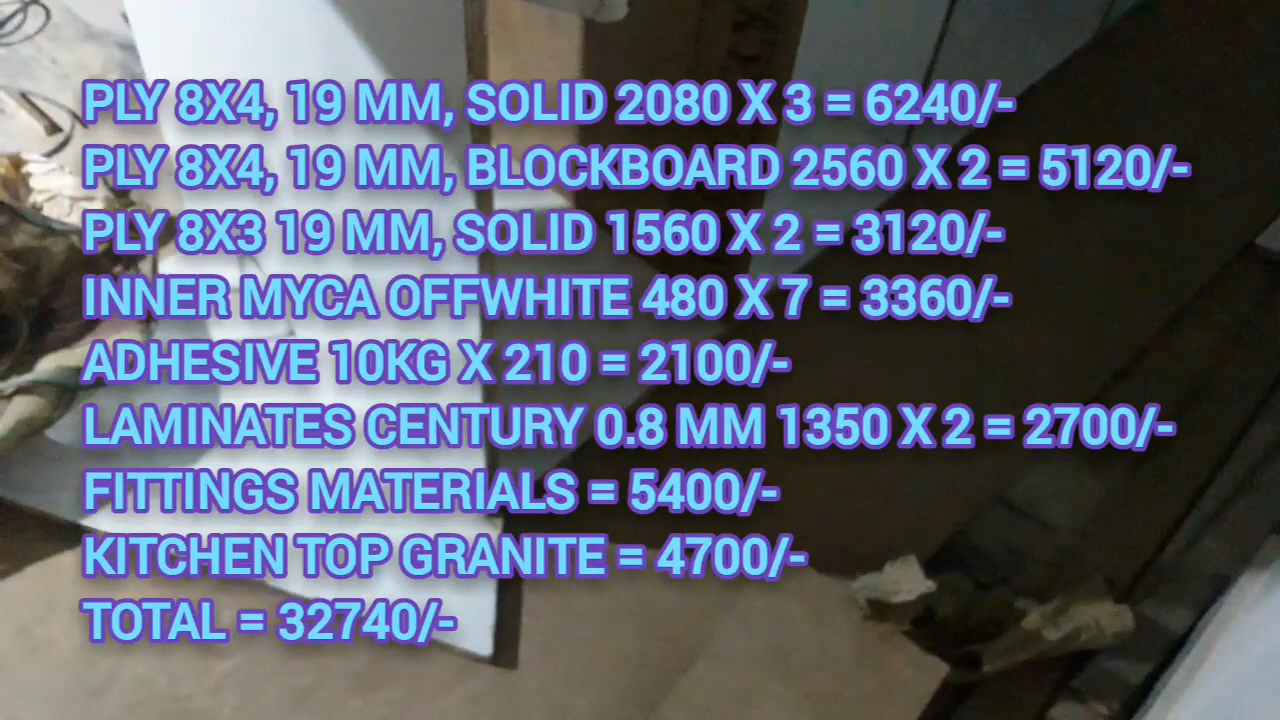 PLY 8X4, 19 MM, SOLID 2080 X 3 = 6240/-
PLY 8X4, 19 MM, BLOCKBOARD 2560 X 2 = 5120/-
PLY 8X3 19 MM, SOLID 1560 X 2 = 3120/-
INNER MYCA OFFWHITE 480 X 7 = 3360/-
ADHESIVE 10KG X 210 = 2100/-
LAMINATES CENTURY 0.8 MM 1350 X 2 = 2700/-
FITTINGS MATERIALS = 5400/-
KITCHEN TOP GRANITE = 4700/-
TOTAL = 32740/-